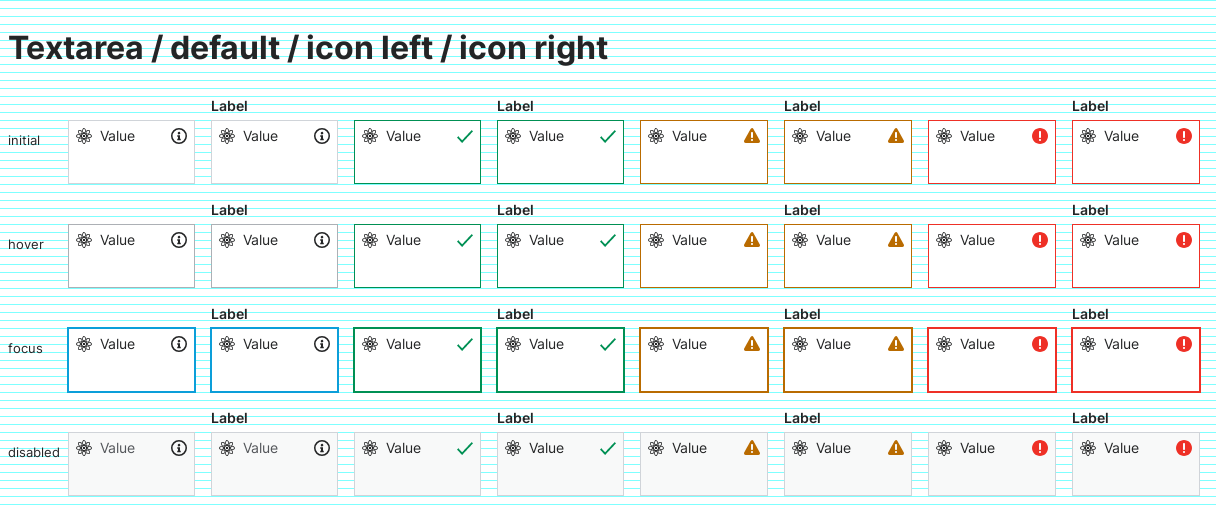 Textarea / default / icon left / icon right
Label Label Label Label
initial Value Value Value Value Value Value Value Value
Label Label Label Label
hover Value Value Value Value Value Value Value Value
Label Label Label Label
focus Value Value Value Value Value Value Value Value
Label Label Label Label
disabled Value Value Value Value Value Value Value Value